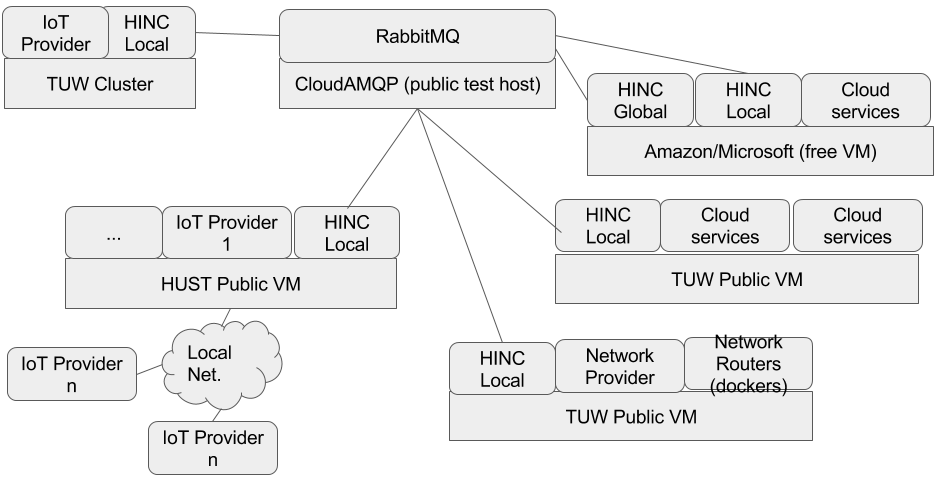 IoT
Provider
HINC
Local
TUW Cluster
RabbitMQ
CloudAMQP (public test host)
HINC
Global
HINC
Local
Cloud
services
Amazon/Microsoft (free VM)
...
IoT Provider
1
HINC
Local
HUST Public VM
HINC
Local
Cloud
services
Cloud
services
TUW Public VM
Local
Net.
IoT Provider
n
IoT Provider
n
HINC
Local
Network
Provider
Network
Routers
(dockers)
TUW Public VM